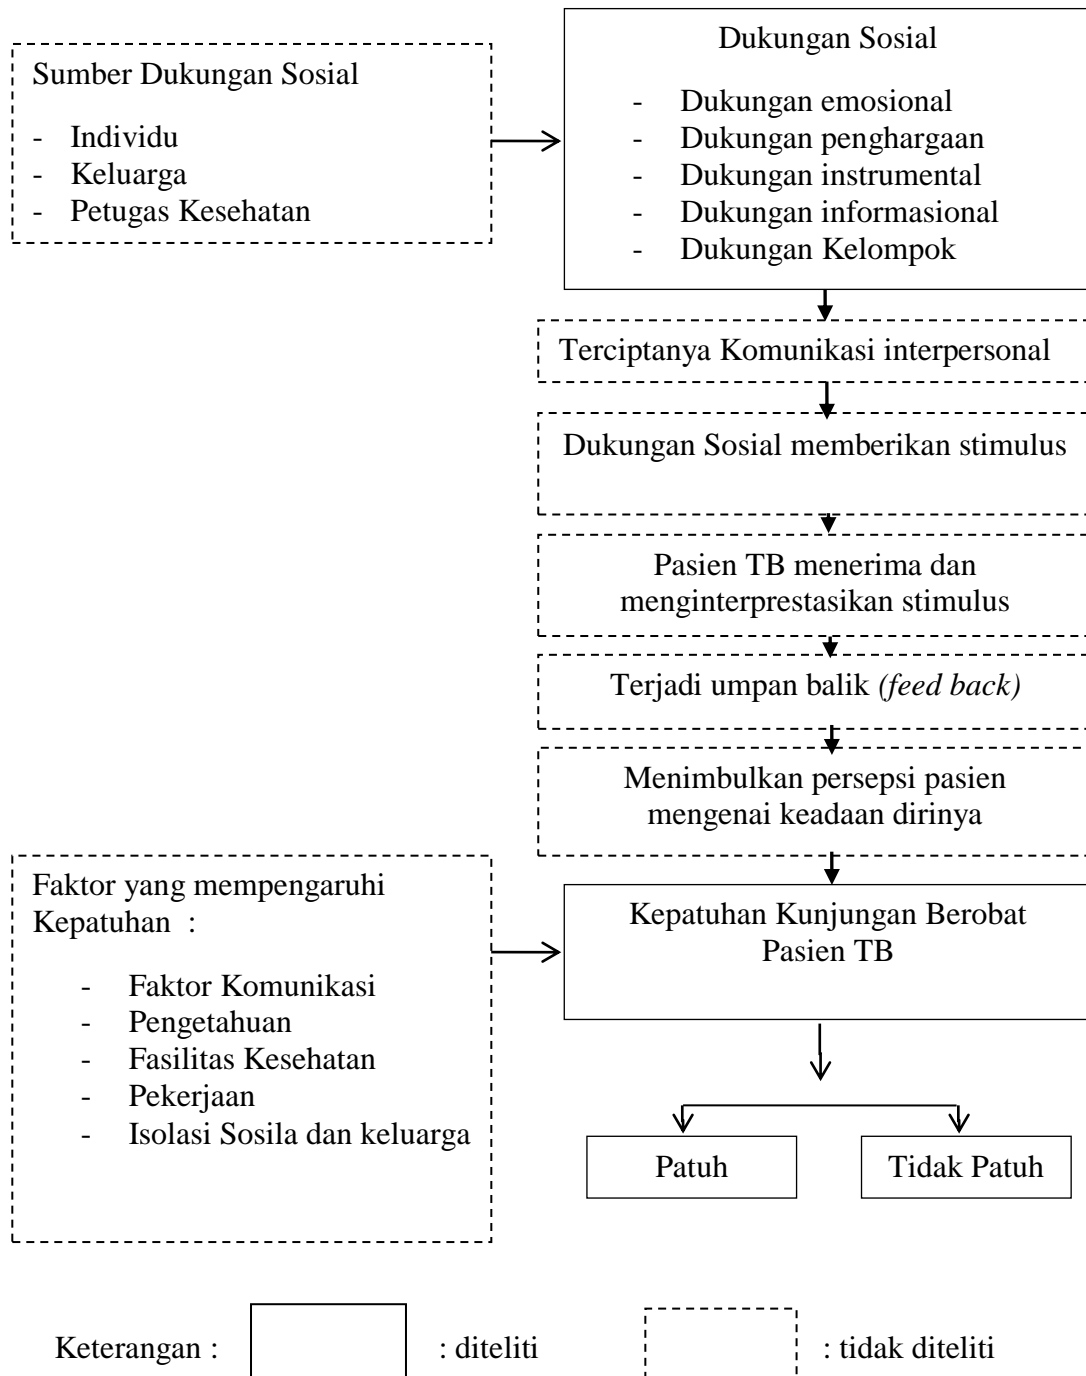 Sumber Dukungan Sosial
- Individu
- Keluarga
- Petugas Kesehatan
Dukungan Sosial
- Dukungan emosional
- Dukungan penghargaan
- Dukungan instrumental
- Dukungan informasional
- Dukungan Kelompok
Terciptanya Komunikasi interpersonal
Dukungan Sosial memberikan stimulus
Pasien TB menerima dan
menginterprestasikan stimulus
Terjadi umpan balik (feed back)
Menimbulkan persepsi pasien
mengenai keadaan dirinya
Faktor yang mempengaruhi
Kepatuhan :
- Faktor Komunikasi
- Pengetahuan
- Fasilitas Kesehatan
- Pekerjaan
- Isolasi Sosila dan keluarga
Kepatuhan Kunjungan Berobat
Pasien TB
Patuh
Tidak Patuh
Keterangan : : diteliti : tidak diteliti